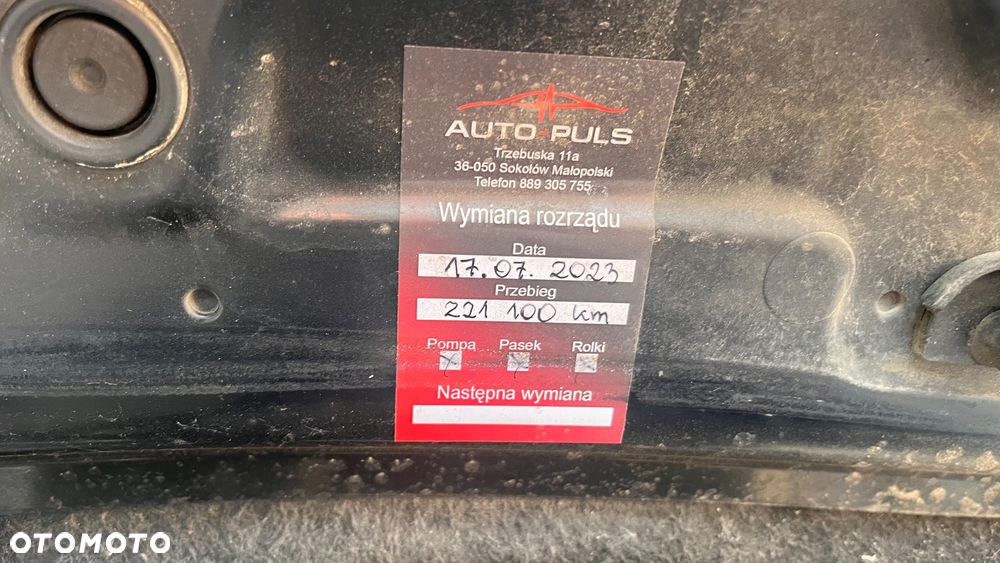 AUTO-PULS
Trzebuska 11a
36-050 Sokołów Małopolski
Telefon 889 305 755
Wymiana rozrządu
Data
17.07.2023
Przebieg
221 100 km
Pompa Pasek Rolki
Następna wymiana
OTOMOTO